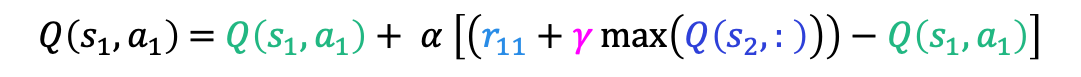 Q(s₁, a₁) = Q(s₁, a₁) + α [(r₁₁ + γ max(Q(s₂, : ))) − Q(s₁, a₁)]